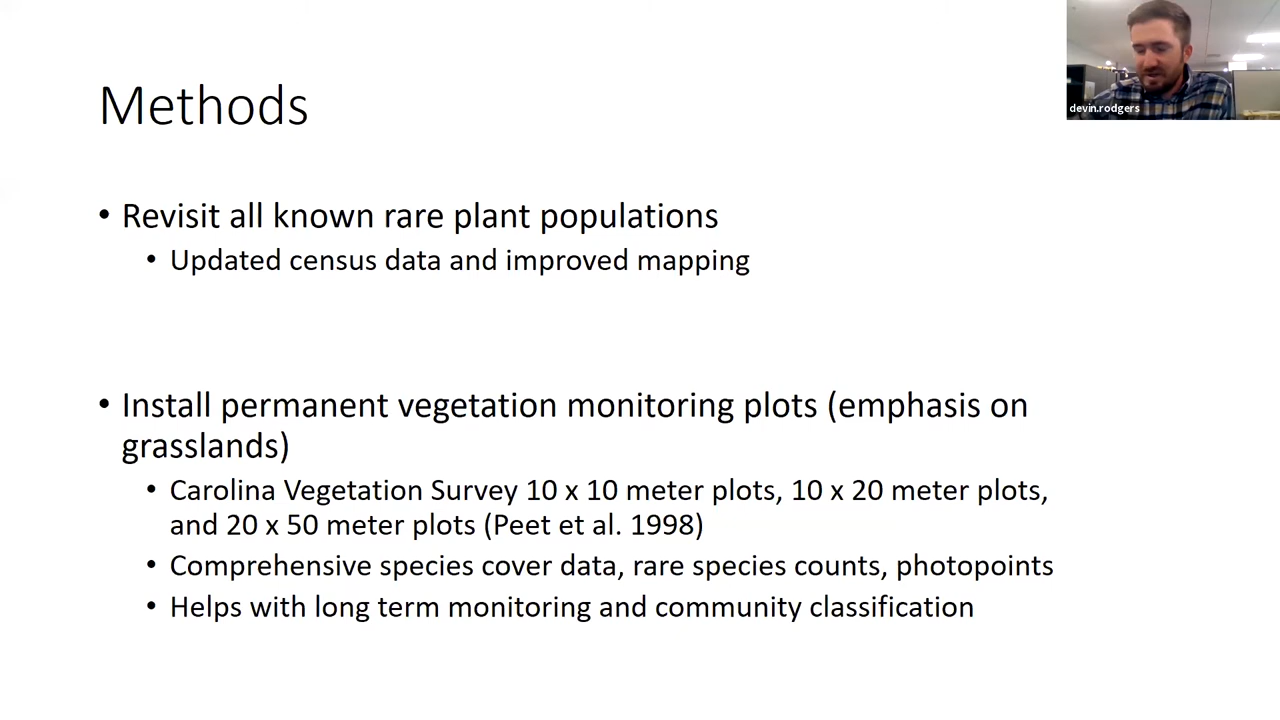 devin.rodgers
Methods
• Revisit all known rare plant populations
• Updated census data and improved mapping
• Install permanent vegetation monitoring plots (emphasis on
grasslands)
• Carolina Vegetation Survey 10 x 10 meter plots, 10 x 20 meter plots,
and 20 x 50 meter plots (Peet et al. 1998)
• Comprehensive species cover data, rare species counts, photopoints
• Helps with long term monitoring and community classification